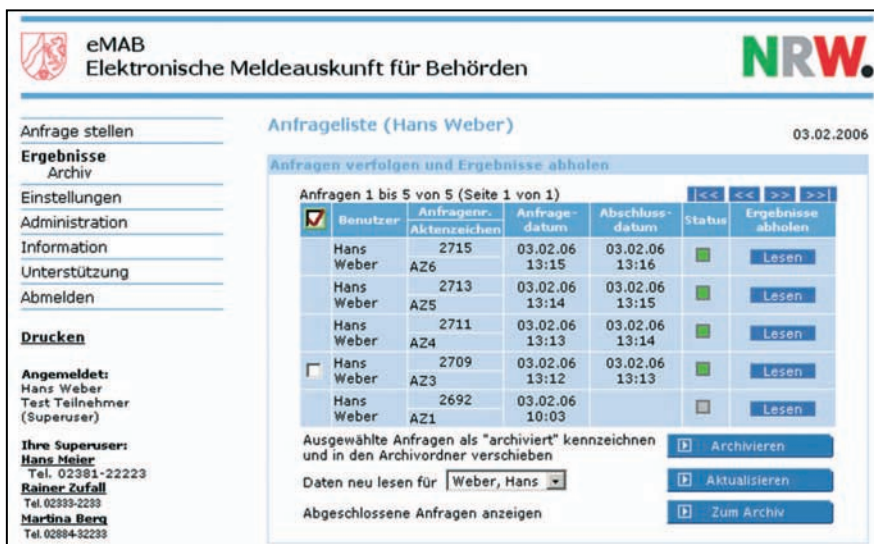 eMAB
Elektronische Meldeauskunft für Behörden
NRW.
Anfrage stellen
Ergebnisse
Archiv
Einstellungen
Administration
Information
Unterstützung
Abmelden
Drucken
Angemeldet:
Hans Weber
Test Teilnehmer
(Superuser)
Ihre Superuser:
Hans Meier
Tel. 02381-22223
Rainer Zufall
Tel. 02333-2233
Martina Berg
Tel. 02884-32233
Anfrageliste (Hans Weber)
03.02.2006
Anfragen verfolgen und Ergebnisse abholen
Anfragen 1 bis 5 von 5 (Seite 1 von 1) |<< << >> >>|
Benutzer Anfragenr. Aktenzeichen Anfrage-datum Abschluss-datum Status Ergebnisse abholen
Hans Weber 2715 AZ6 03.02.06 13:15 03.02.06 13:16 Lesen
Hans Weber 2713 AZ5 03.02.06 13:14 03.02.06 13:15 Lesen
Hans Weber 2711 AZ4 03.02.06 13:13 03.02.06 13:14 Lesen
Hans Weber 2709 AZ3 03.02.06 13:12 03.02.06 13:13 Lesen
Hans Weber 2692 AZ1 03.02.06 10:03 Lesen
Ausgewählte Anfragen als "archiviert" kennzeichnen
und in den Archivordner verschieben
Archivieren
Daten neu lesen für Weber, Hans
Aktualisieren
Abgeschlossene Anfragen anzeigen
Zum Archiv